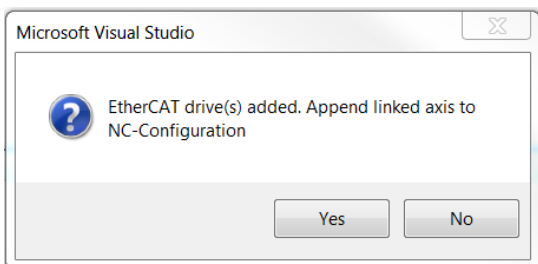 Microsoft Visual Studio
EtherCAT drive(s) added. Append linked axis to
NC-Configuration
Yes
No